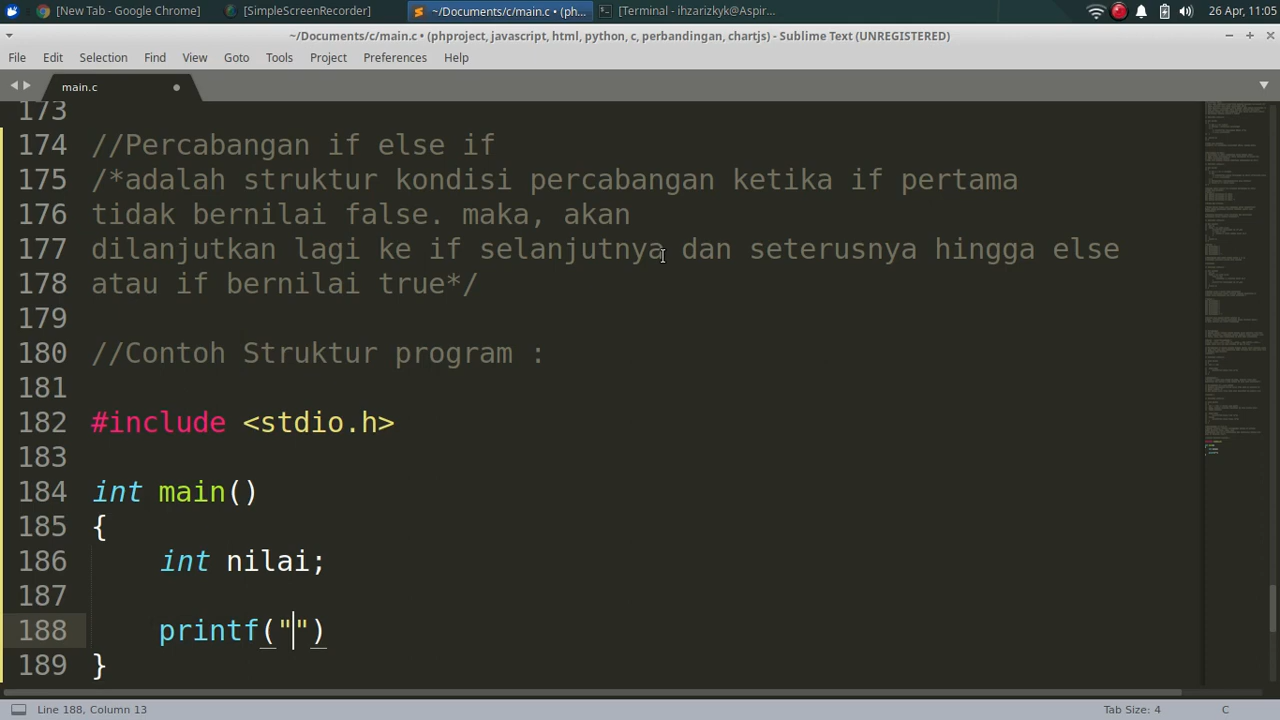 [New Tab - Google Chrome]
[SimpleScreenRecorder]
~/Documents/c/main.c • (ph...
[Terminal - ihzarizkyk@Aspir...
26 Apr, 11:05
~/Documents/c/main.c • (phproject, javascript, html, python, c, perbandingan, chartjs) - Sublime Text (UNREGISTERED)
File Edit Selection Find View Goto Tools Project Preferences Help
main.c
173
174 //Percabangan if else if
175 /*adalah struktur kondisi percabangan ketika if pertama
176 tidak bernilai false. maka, akan
177 dilanjutkan lagi ke if selanjutnya dan seterusnya hingga else
178 atau if bernilai true*/
179
180 //Contoh Struktur program :
181
182 #include <stdio.h>
183
184 int main()
185 {
186 int nilai;
187
188 printf("")
189 }
Line 188, Column 13
Tab Size: 4
C